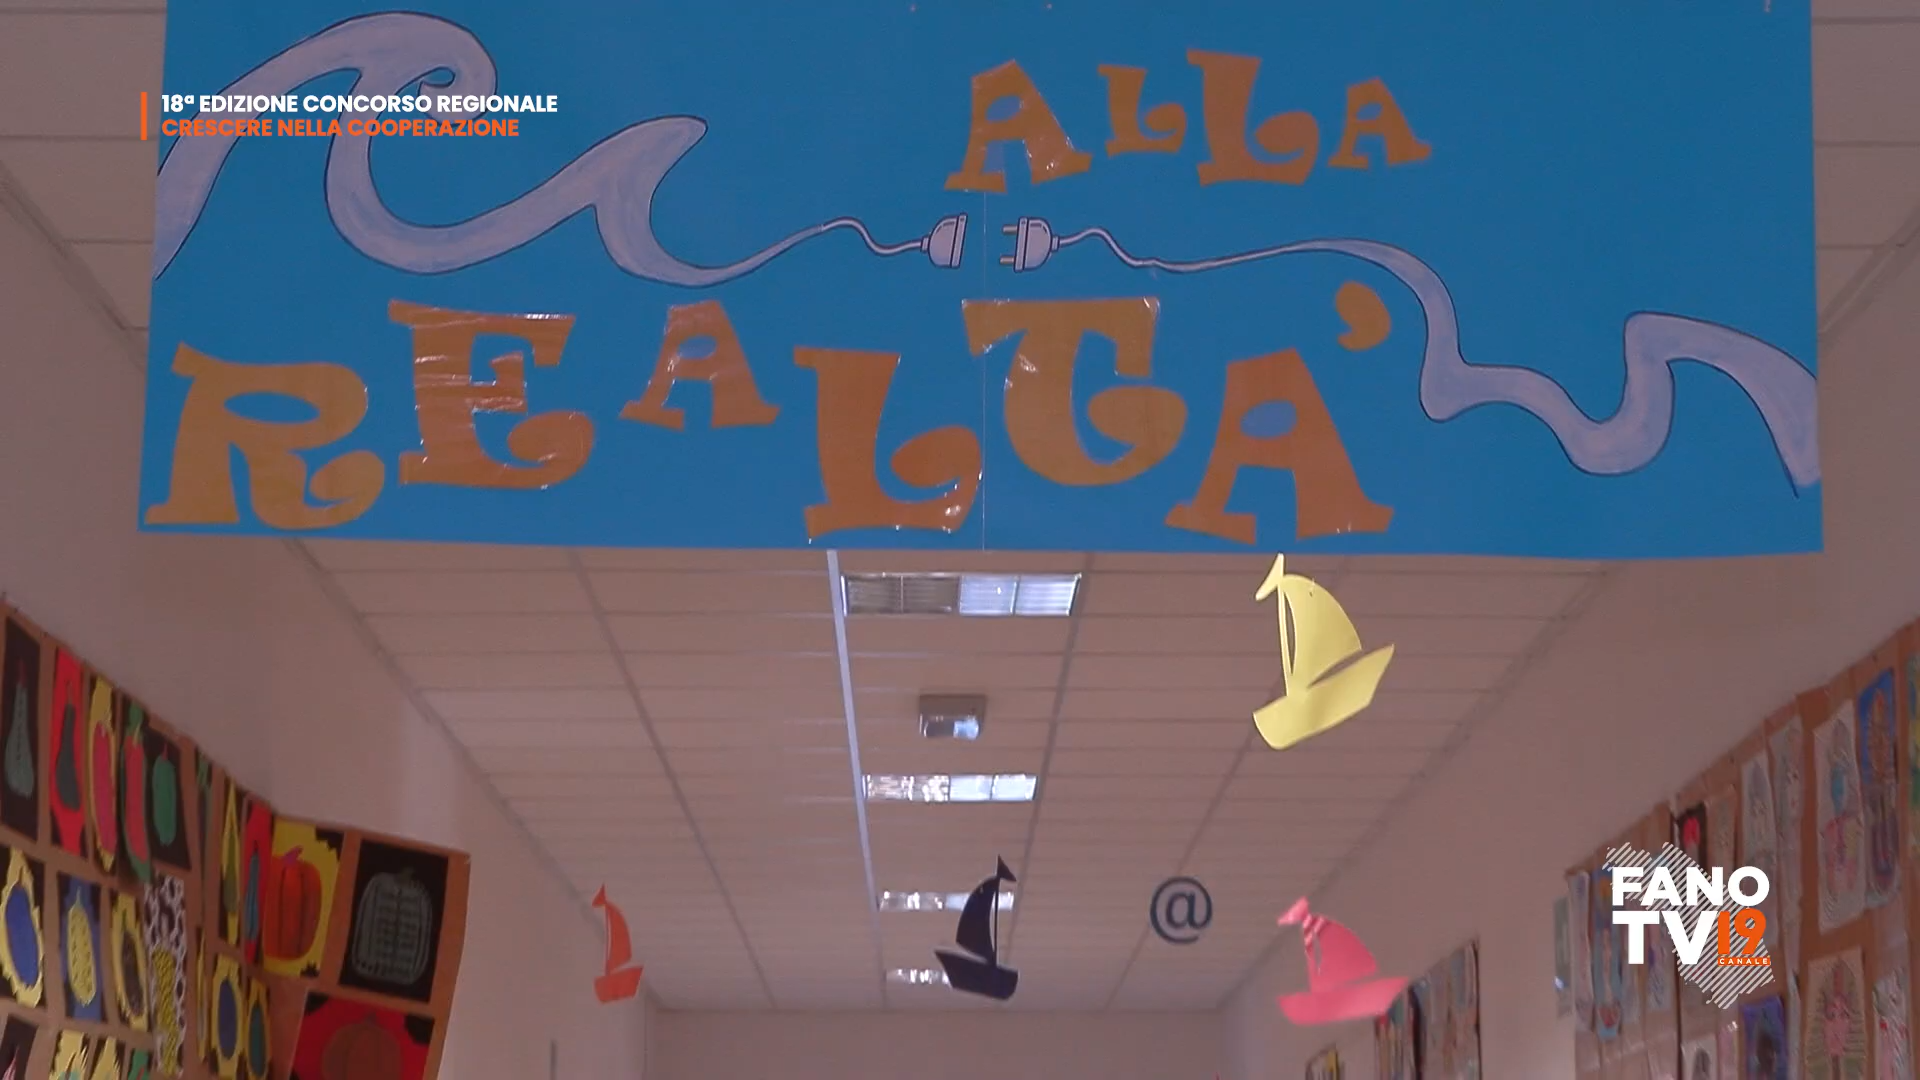 18ª EDIZIONE CONCORSO REGIONALE
CRESCERE NELLA COOPERAZIONE
ALLA
REALTA'
@
FANO
TV19
CANALE